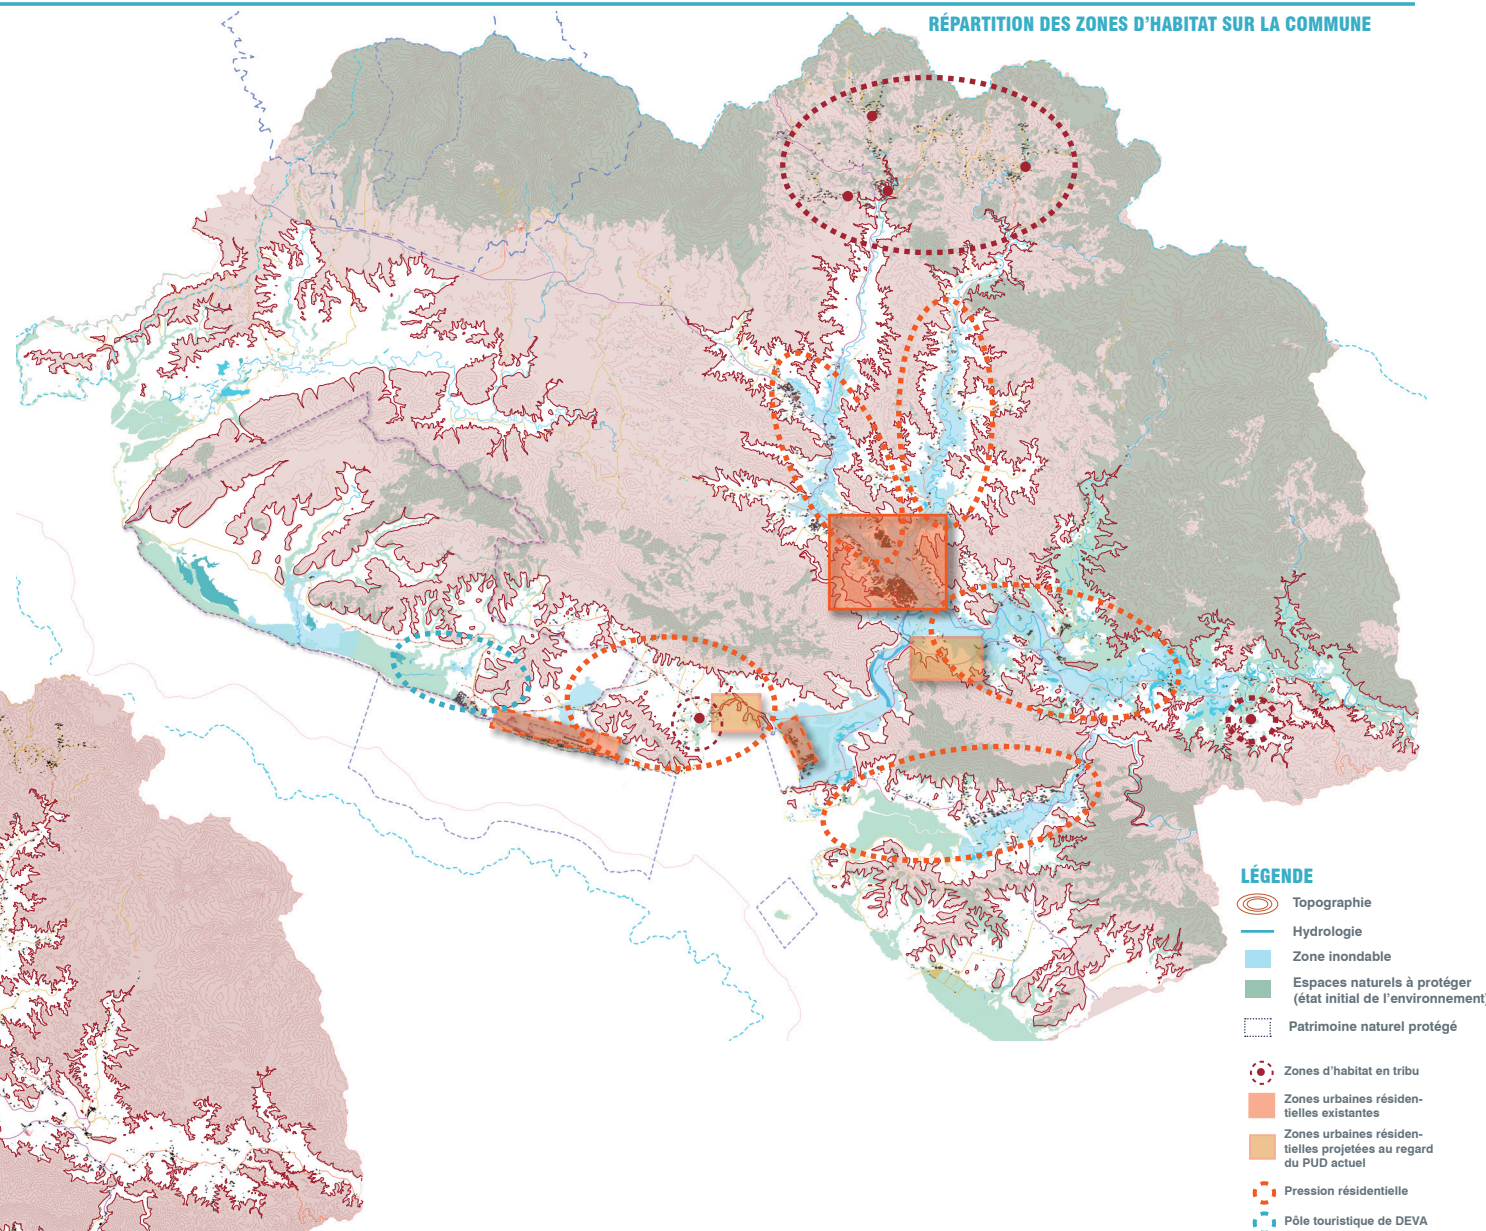 RÉPARTITION DES ZONES D'HABITAT SUR LA COMMUNE
LÉGENDE
Topographie
Hydrologie
Zone inondable
Espaces naturels à protéger
(état initial de l'environnement)
Patrimoine naturel protégé
Zones d'habitat en tribu
Zones urbaines résiden-
tielles existantes
Zones urbaines résiden-
tielles projetées au regard
du PUD actuel
Pression résidentielle
Pôle touristique de DEVA